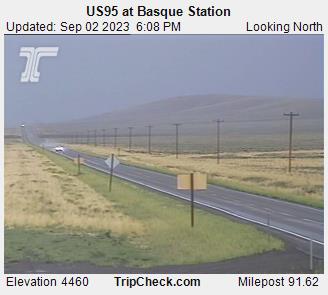 US95 at Basque Station
Updated: Sep 02 2023 6:08 PM Looking North
Elevation 4460 TripCheck.com Milepost 91.62